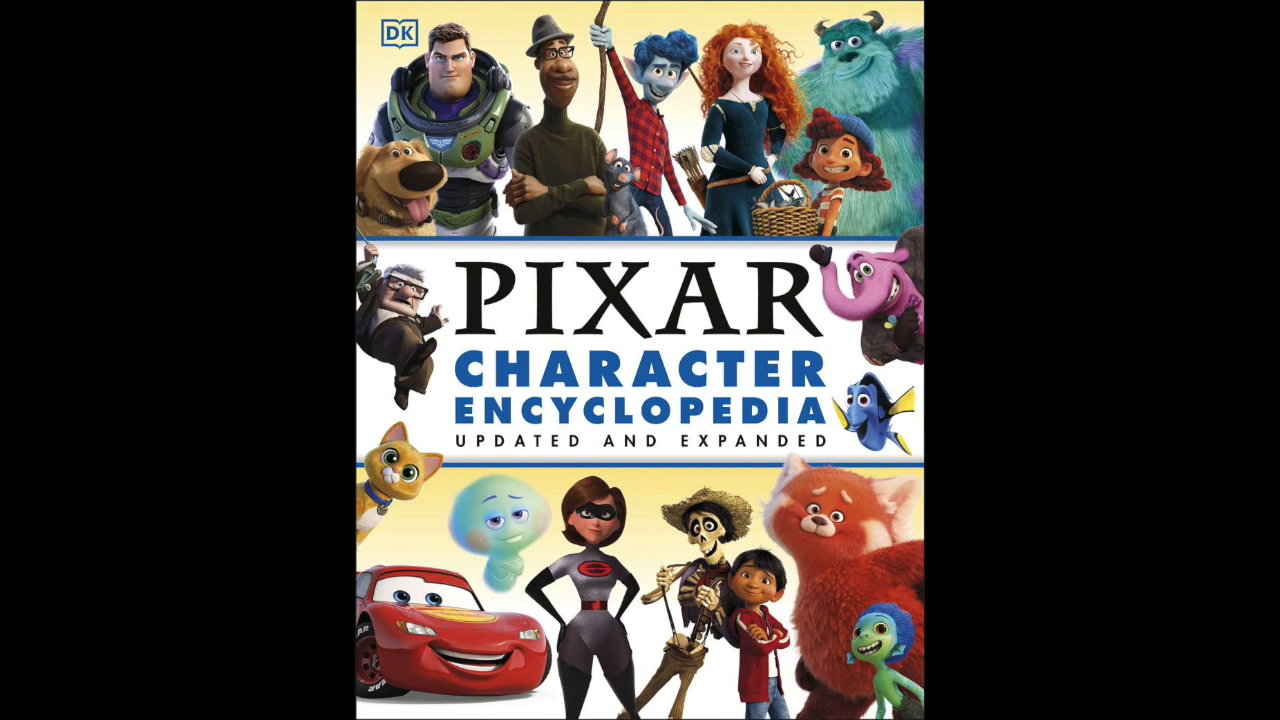 DK
PIXAR
CHARACTER
ENCYCLOPEDIA
UPDATED AND EXPANDED